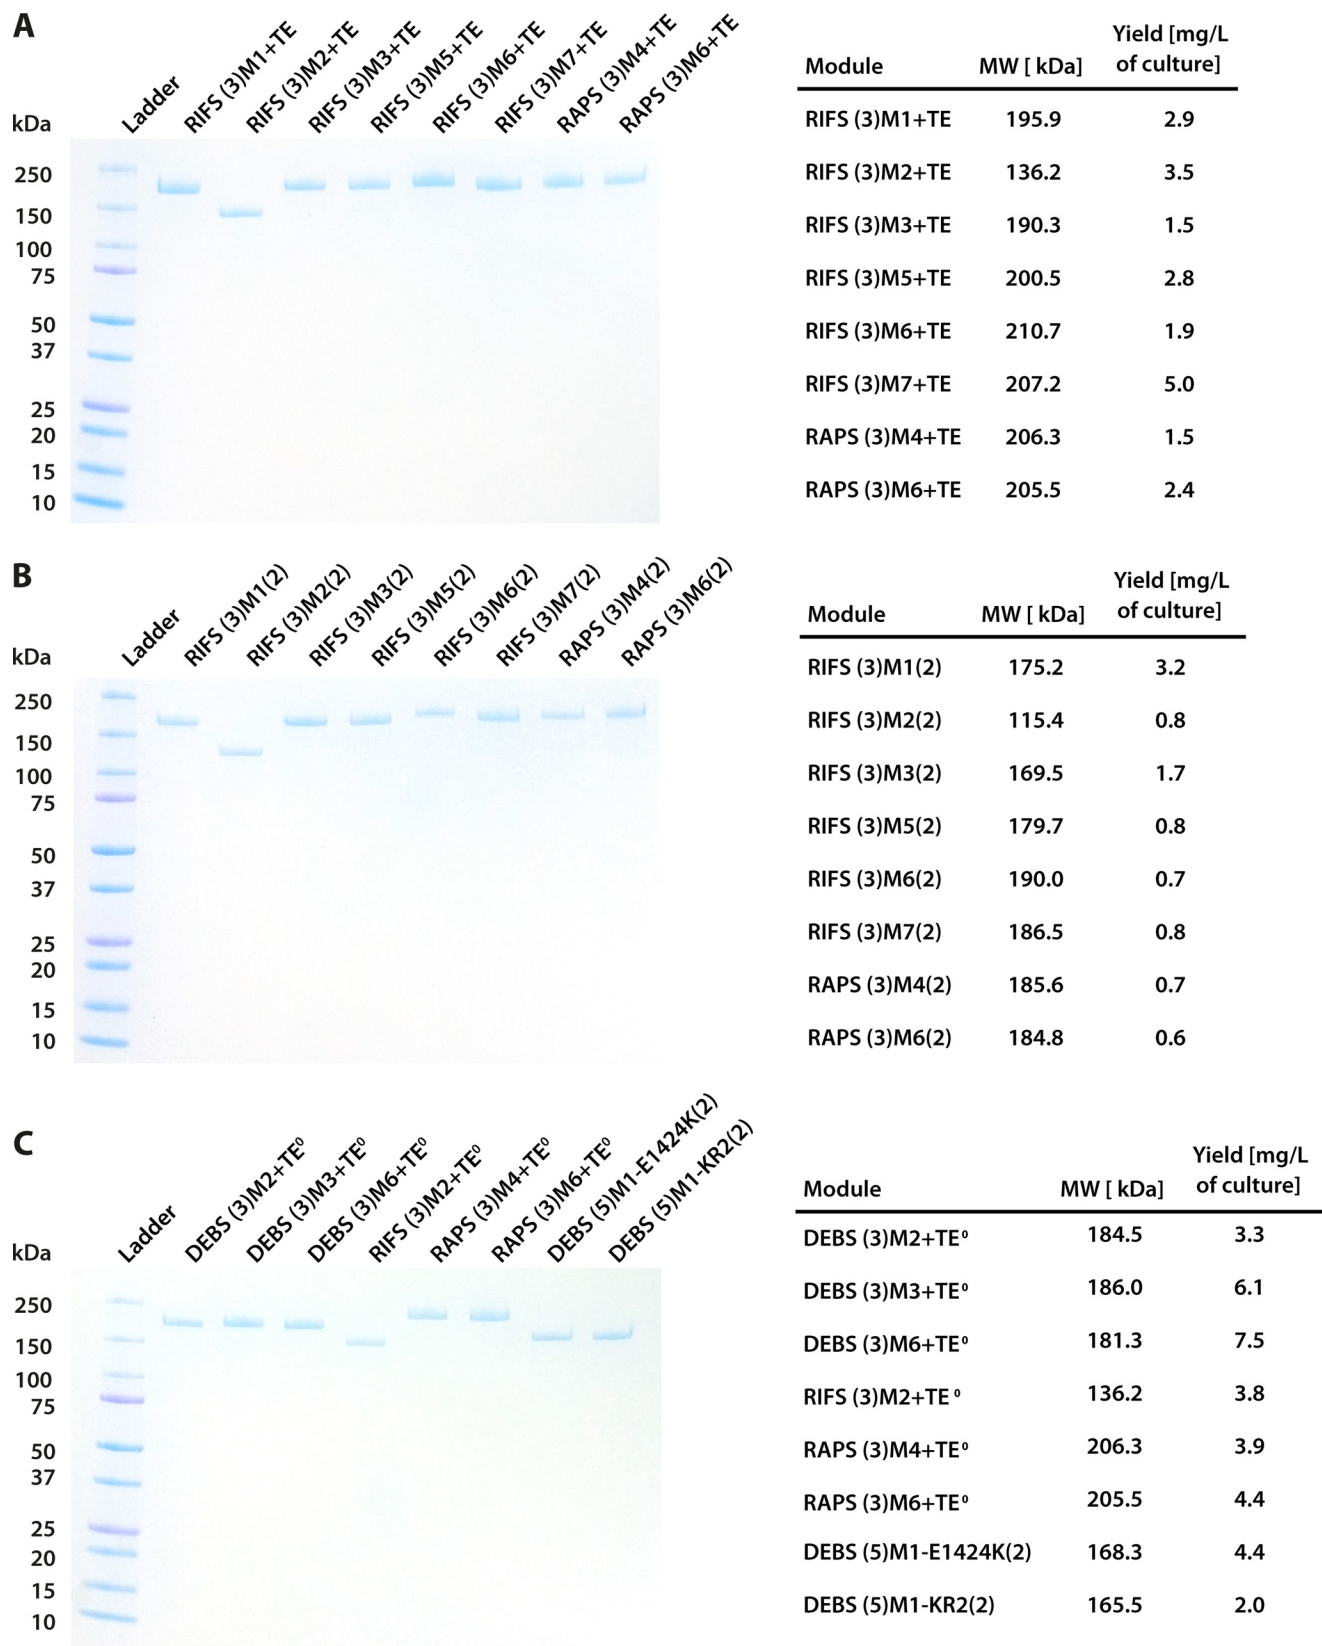 A
Ladder
RIFS (3)M1+TE
RIFS (3)M2+TE
RIFS (3)M3+TE
RIFS (3)M5+TE
RIFS (3)M6+TE
RIFS (3)M7+TE
RAPS (3)M4+TE
RAPS (3)M6+TE
kDa
250
150
100
75
50
37
25
20
15
10
Module MW [ kDa] Yield [mg/L
of culture]
RIFS (3)M1+TE 195.9 2.9
RIFS (3)M2+TE 136.2 3.5
RIFS (3)M3+TE 190.3 1.5
RIFS (3)M5+TE 200.5 2.8
RIFS (3)M6+TE 210.7 1.9
RIFS (3)M7+TE 207.2 5.0
RAPS (3)M4+TE 206.3 1.5
RAPS (3)M6+TE 205.5 2.4
B
Ladder
RIFS (3)M1(2)
RIFS (3)M2(2)
RIFS (3)M3(2)
RIFS (3)M5(2)
RIFS (3)M6(2)
RIFS (3)M7(2)
RAPS (3)M4(2)
RAPS (3)M6(2)
kDa
250
150
100
75
50
37
25
20
15
10
Module MW [ kDa] Yield [mg/L
of culture]
RIFS (3)M1(2) 175.2 3.2
RIFS (3)M2(2) 115.4 0.8
RIFS (3)M3(2) 169.5 1.7
RIFS (3)M5(2) 179.7 0.8
RIFS (3)M6(2) 190.0 0.7
RIFS (3)M7(2) 186.5 0.8
RAPS (3)M4(2) 185.6 0.7
RAPS (3)M6(2) 184.8 0.6
C
Ladder
DEBS (3)M2+TE⁰
DEBS (3)M3+TE⁰
DEBS (3)M6+TE⁰
RIFS (3)M2+TE⁰
RAPS (3)M4+TE⁰
RAPS (3)M6+TE⁰
DEBS (5)M1-E1424K(2)
DEBS (5)M1-KR2(2)
kDa
250
150
100
75
50
37
25
20
15
10
Module MW [ kDa] Yield [mg/L
of culture]
DEBS (3)M2+TE⁰ 184.5 3.3
DEBS (3)M3+TE⁰ 186.0 6.1
DEBS (3)M6+TE⁰ 181.3 7.5
RIFS (3)M2+TE ⁰ 136.2 3.8
RAPS (3)M4+TE⁰ 206.3 3.9
RAPS (3)M6+TE⁰ 205.5 4.4
DEBS (5)M1-E1424K(2) 168.3 4.4
DEBS (5)M1-KR2(2) 165.5 2.0